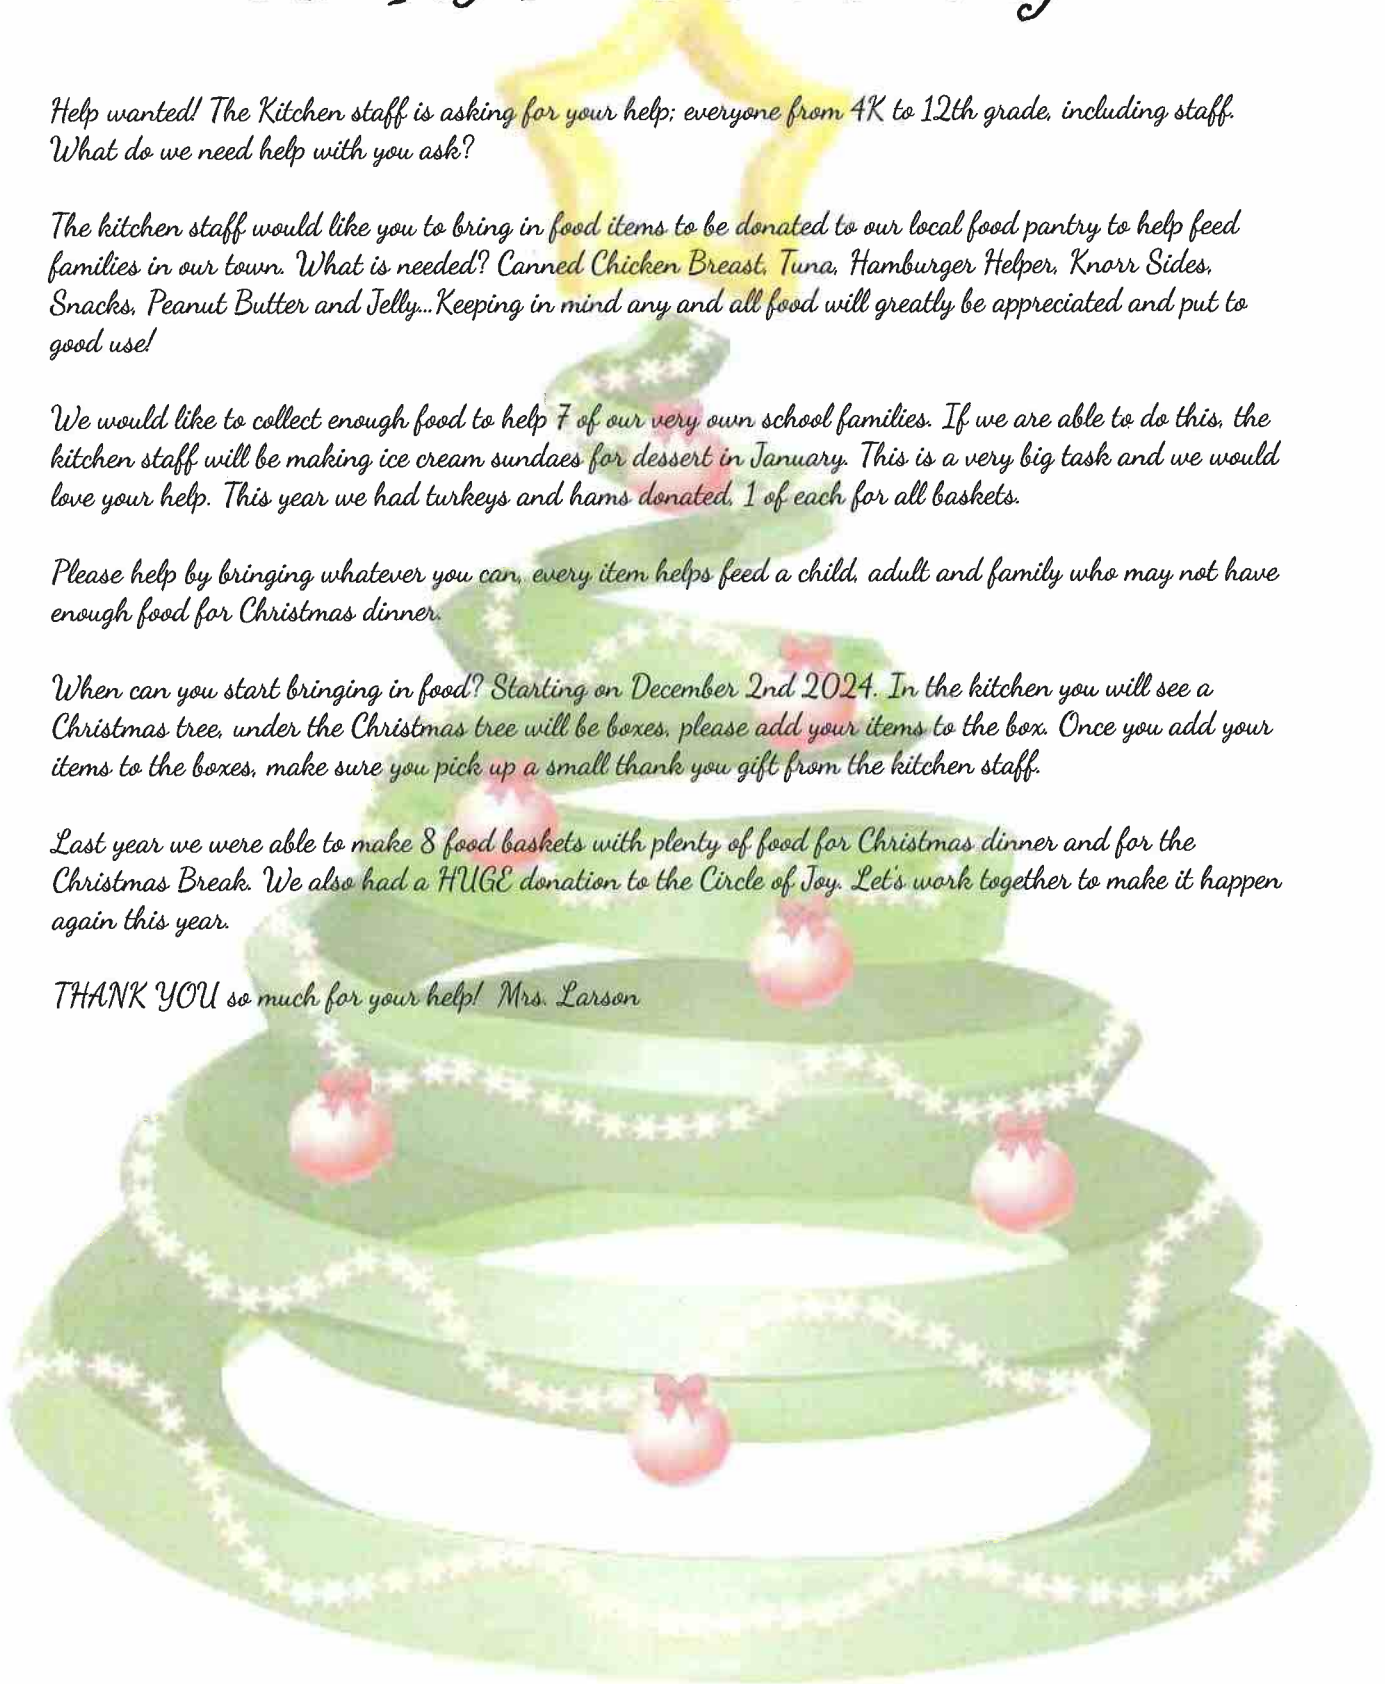 Help wanted! The Kitchen staff is asking for your help; everyone from 4K to 12th grade, including staff.
What do we need help with you ask?
The kitchen staff would like you to bring in food items to be donated to our local food pantry to help feed
families in our town. What is needed? Canned Chicken Breast, Tuna, Hamburger Helper, Knorr Sides,
Snacks, Peanut Butter and Jelly...Keeping in mind any and all food will greatly be appreciated and put to
good use!
We would like to collect enough food to help 7 of our very own school families. If we are able to do this, the
kitchen staff will be making ice cream sundaes for dessert in January. This is a very big task and we would
love your help. This year we had turkeys and hams donated, 1 of each for all baskets.
Please help by bringing whatever you can, every item helps feed a child, adult and family who may not have
enough food for Christmas dinner.
When can you start bringing in food? Starting on December 2nd 2024. In the kitchen you will see a
Christmas tree, under the Christmas tree will be boxes, please add your items to the box. Once you add your
items to the boxes, make sure you pick up a small thank you gift from the kitchen staff.
Last year we were able to make 8 food baskets with plenty of food for Christmas dinner and for the
Christmas Break. We also had a HUGE donation to the Circle of Joy. Let's work together to make it happen
again this year.
THANK YOU so much for your help! Mrs. Larson